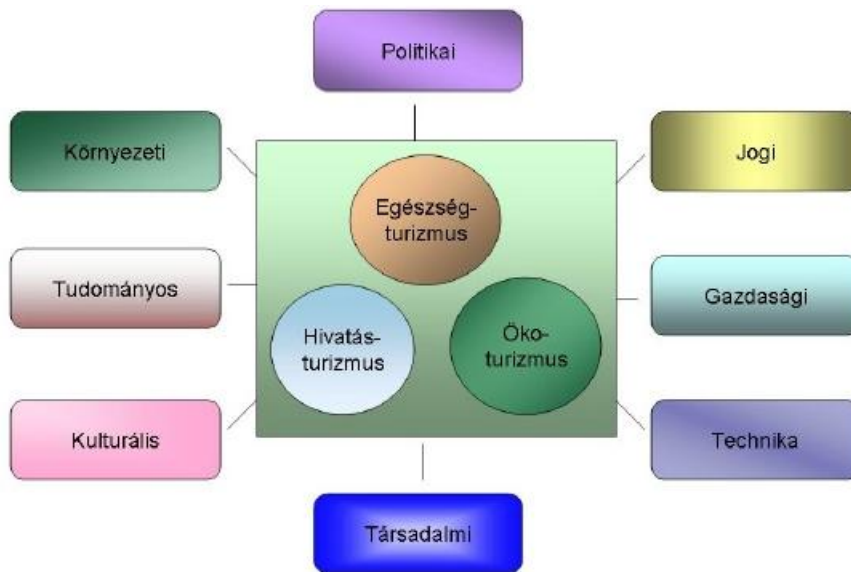 Politikai
Környezeti
Jogi
Egészség-
turizmus
Tudományos
Gazdasági
Hivatás-
turizmus
Öko-
turizmus
Kulturális
Technika
Társadalmi